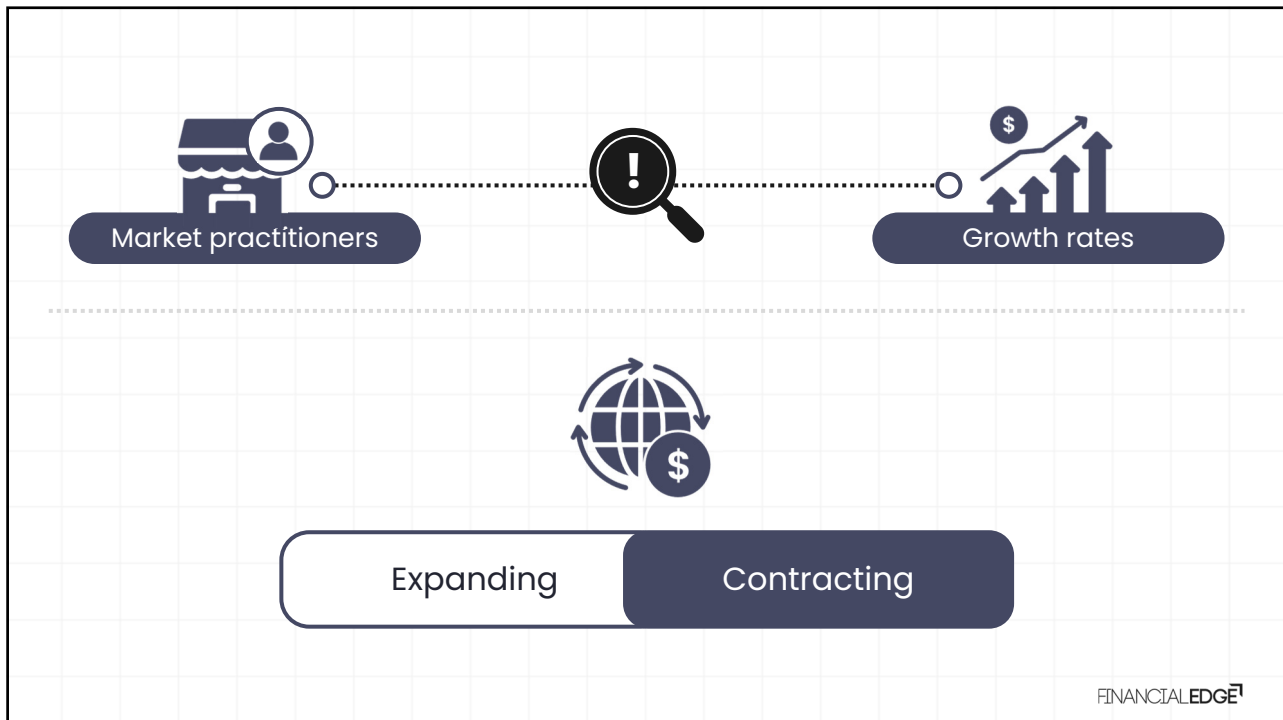 !
$
Market practitioners
Growth rates
$
Expanding
Contracting
FINANCIALEDGE